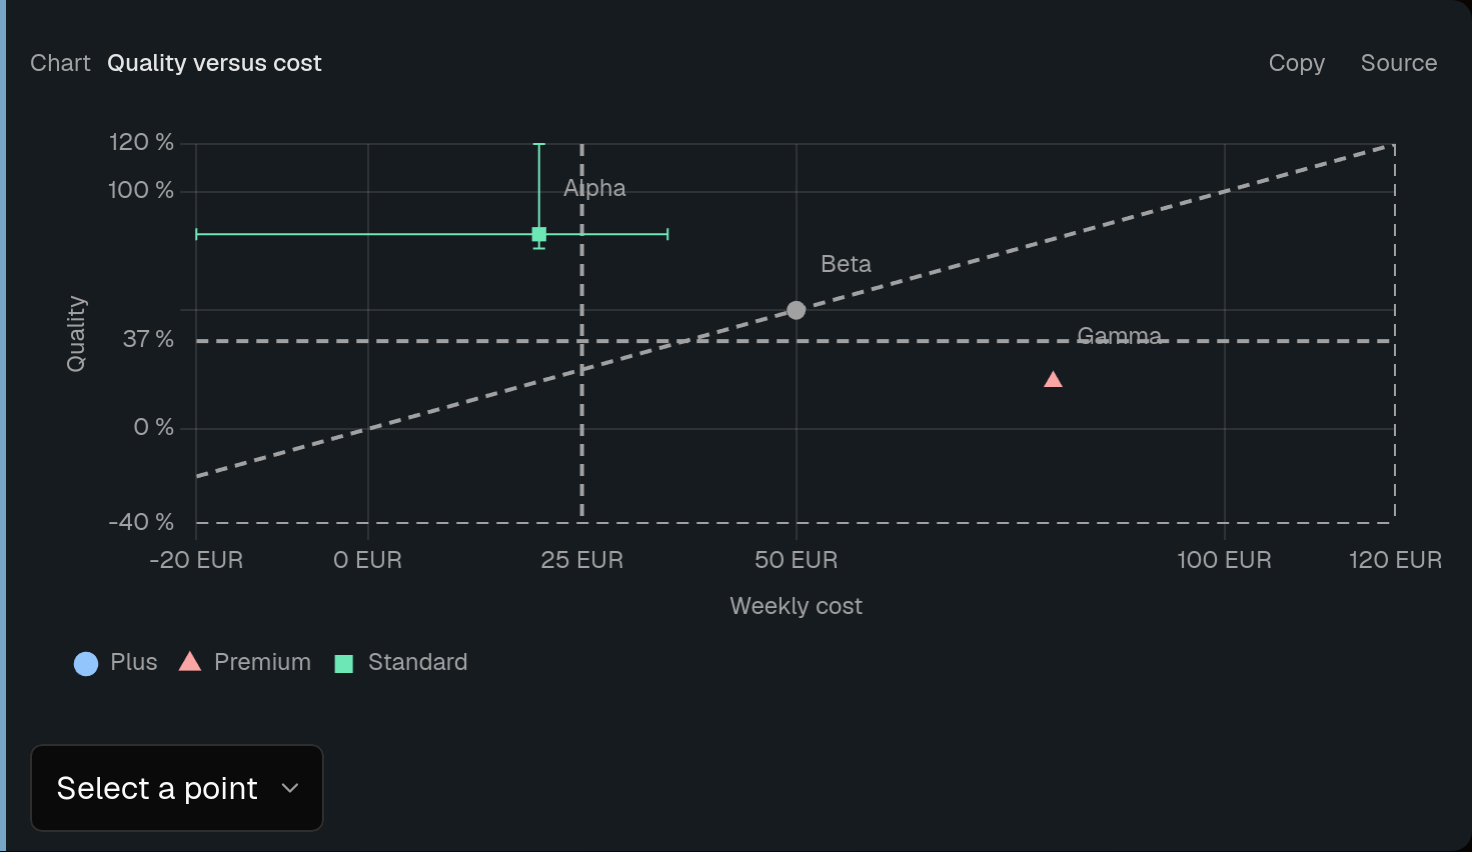 Chart Quality versus cost
Copy Source
120 %
100 %
Alpha
Beta
Quality
37 %
Gamma
0 %
-40 %
-20 EUR 0 EUR 25 EUR 50 EUR 100 EUR 120 EUR
Weekly cost
Plus Premium Standard
Select a point